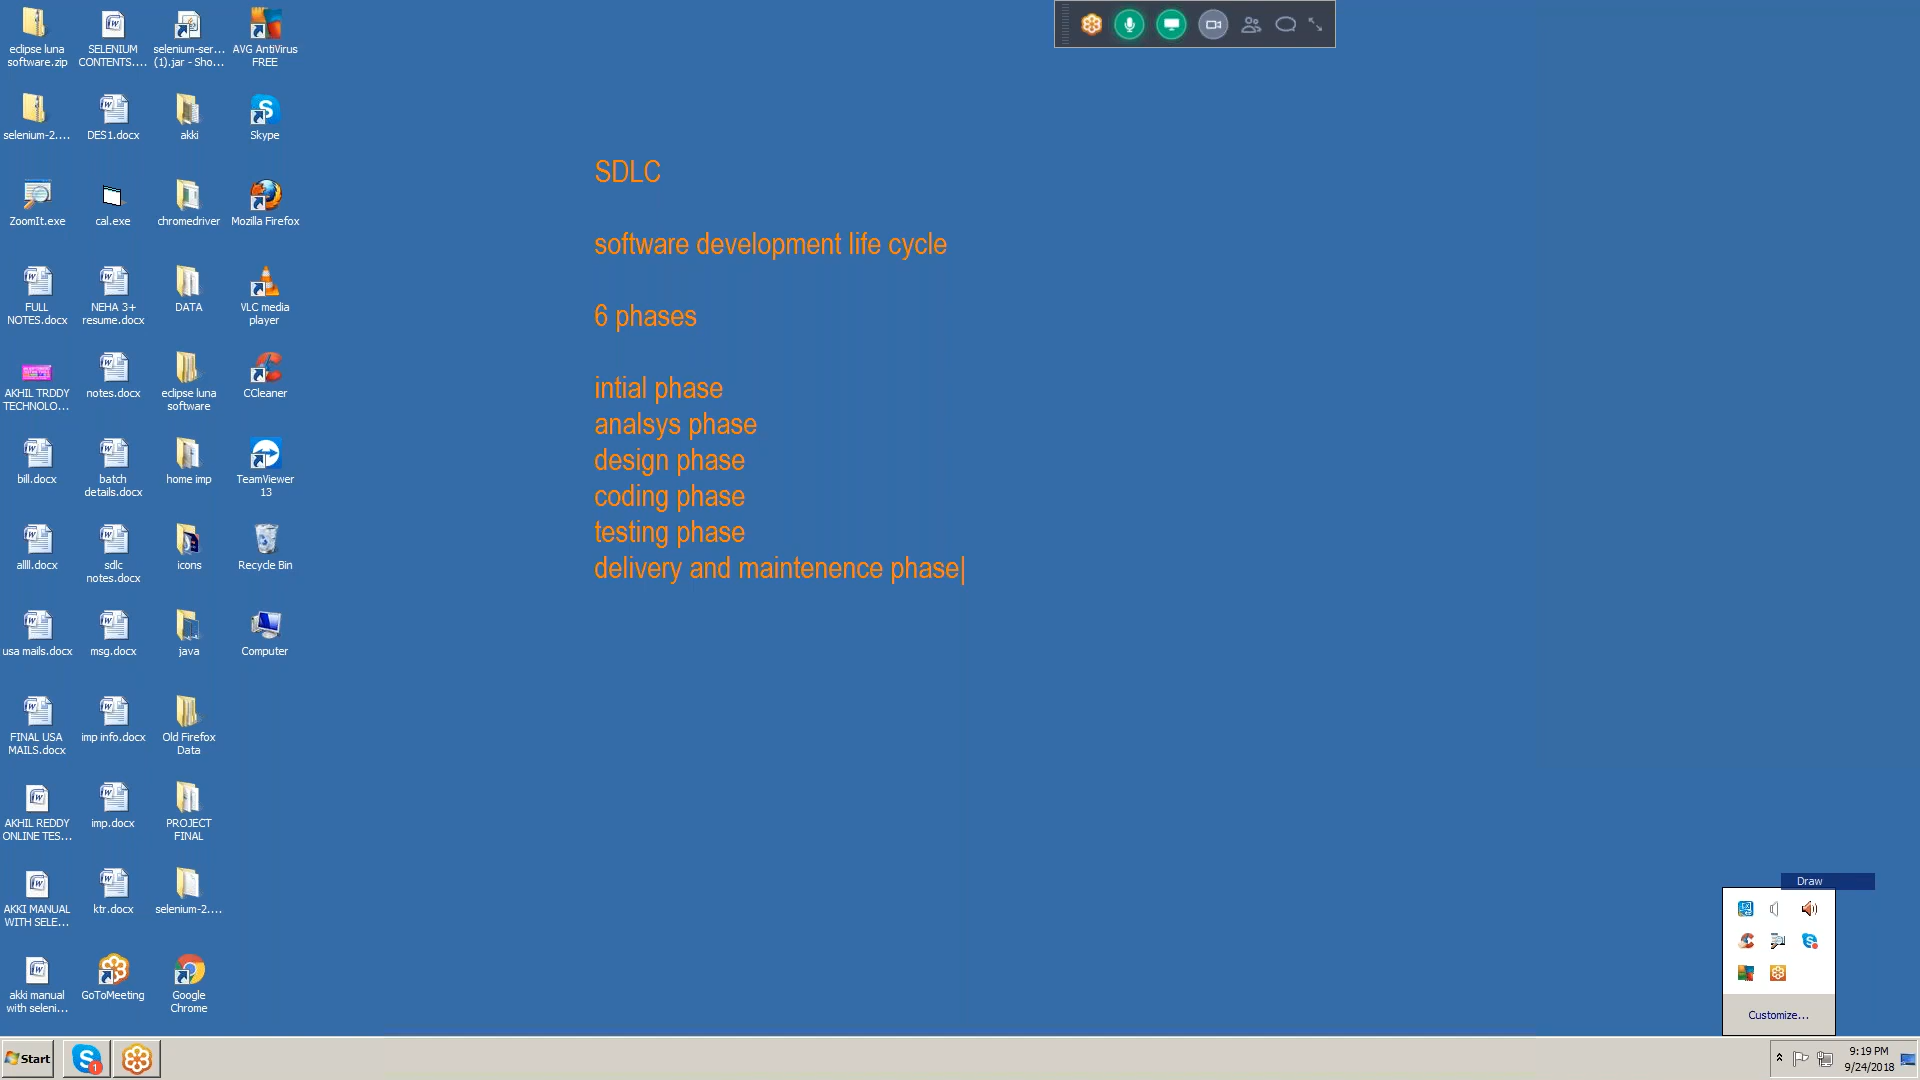 eclipse luna
software.zip
SELENIUM
CONTENTS....
selenium-ser...
(1).jar - Sho...
AVG AntiVirus
FREE
selenium-2....
DES1.docx
akki
Skype
ZoomIt.exe
cal.exe
chromedriver
Mozilla Firefox
FULL
NOTES.docx
NEHA 3+
resume.docx
DATA
VLC media
player
AKHIL TRDDY
TECHNOLO...
notes.docx
eclipse luna
software
CCleaner
bill.docx
batch
details.docx
home imp
TeamViewer
13
allll.docx
sdlc
notes.docx
icons
Recycle Bin
usa mails.docx
msg.docx
java
Computer
FINAL USA
MAILS.docx
imp info.docx
Old Firefox
Data
AKHIL REDDY
ONLINE TES...
imp.docx
PROJECT
FINAL
AKKI MANUAL
WITH SELE...
ktr.docx
selenium-2....
akki manual
with seleni...
GoToMeeting
Google
Chrome
SDLC
software development life cycle
6 phases
intial phase
analsys phase
design phase
coding phase
testing phase
delivery and maintenence phase
Draw
Customize...
Start
1
9:19 PM
9/24/2018